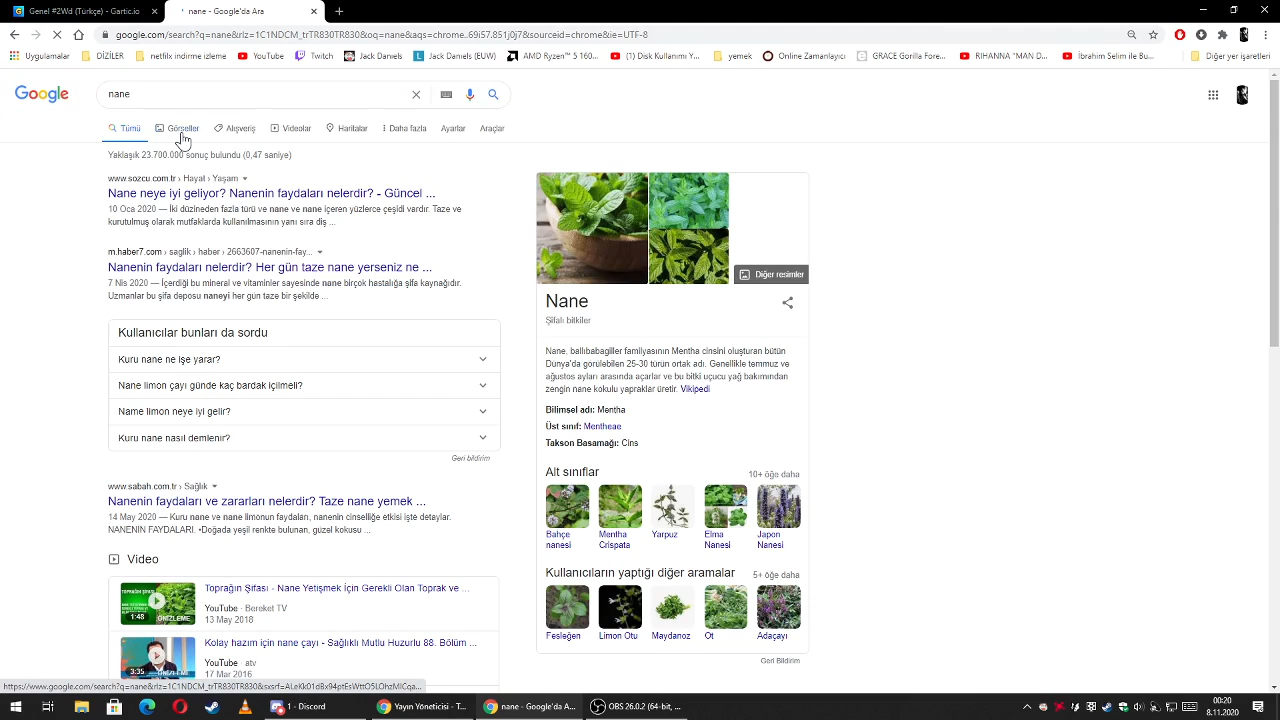 Genel #2Wd (Türkçe) - Gartic.io
nane - Google'da Ara
google.com/search?q=nane&rlz=1C1NDCM_trTR830TR830&oq=nane&aqs=chrome..69i57.851j0j7&sourceid=chrome&ie=UTF-8
Uygulamalar DİZİLER netflix indirme izleme YouTube Twitch Jack Daniels Jack Daniels (EUW) AMD Ryzen™ 5 160... (1) Disk Kullanımı Y... yemek Online Zamanlayıcı GRACE Gorilla Fore... RIHANNA "MAN D... İbrahim Selim ile Bu... Diğer yer işaretleri
Google
nane
Tümü Görseller Alışveriş Videolar Haritalar Daha fazla Ayarlar Araçlar
Yaklaşık 23.700.000 sonuç bulundu (0,47 saniye)
www.sozcu.com.tr › Hayat › Yaşam
Nane neye iyi geliyor? Nanenin faydaları nelerdir? - Güncel ...
10 Oca 2020 — İki düzineden fazla türü ve nane ve nane içeren yüzlerce çeşidi vardır. Taze ve
kurutulmuş olarak mutfaklarda kullanılmasının yanı sıra diş ...
m.haber7.com › saglik › haber › 2663607-nanenin-fay...
Nanenin faydaları nelerdir? Her gün taze nane yerseniz ne ...
7 Nis 2020 — İçerdiği bu mineral ve vitaminler sayesinde nane birçok hastalığa şifa kaynağıdır.
Uzmanlar bu şifa deposu naneyi her gün taze bir şekilde ...
Kullanıcılar bunları da sordu
Kuru nane ne işe yarar?
Nane limon çayı günde kaç bardak içilmeli?
Name limon neye iyi gelir?
Kuru nane nasıl demlenir?
Geri bildirim
www.sabah.com.tr › Sağlık
Nanenin faydaları ve zararları nelerdir? Taze nane yemek ...
14 May 2020 — Kuru nane ve nane limonun faydaları, nanenin cinselliğe etkisi işte detaylar.
NANENİN FAYDALARI. •Doğada yeşil renkte bulunan, güzel kokusu ...
Video
TOPRAĞIN ŞİFASI
ÖNİZLEME
1:48
Toprağın Şifası - Nane Yetişmek İçin Gerekli Olan Toprak ve ...
YouTube · Bereket TV
13 May 2018
3:35
ÖNİZLEME
Kolay hazım için nane çayı - Sağlıklı Mutlu Huzurlu 88. Bölüm ...
YouTube · atv
17 Mar 2016
Diğer resimler
Nane
Şifalı bitkiler
Nane, ballıbabagiller familyasının Mentha cinsini oluşturan bütün
Dünya'da görülebilen 25-30 türün ortak adı. Genellikle temmuz ve
ağustos ayları arasında açarlar ve bu bitki uçucu yağ bakımından
zengin nane kokulu yapraklar üretir. Vikipedi
Bilimsel adı: Mentha
Üst sınıf: Mentheae
Takson Basamağı: Cins
Alt sınıflar 10+ öğe daha
Bahçe nanesi
Mentha Crispata
Yarpuz
Elma Nanesi
Japon Nanesi
Kullanıcıların yaptığı diğer aramalar 5+ öğe daha
Fesleğen Limon Otu Maydanoz Ot Adaçayı
Geri Bildirim
https://www.google.com/search?q=nane&rlz=1C1NDCM_trTR830TR830&sxsrf=ALeKk01dBx94ptEsWttO5LOhzMlCqa...
1 - Discord Yayın Yöneticisi - T... nane - Google'da A... OBS 26.0.2 (64-bit, ...
00:20
8.11.2020